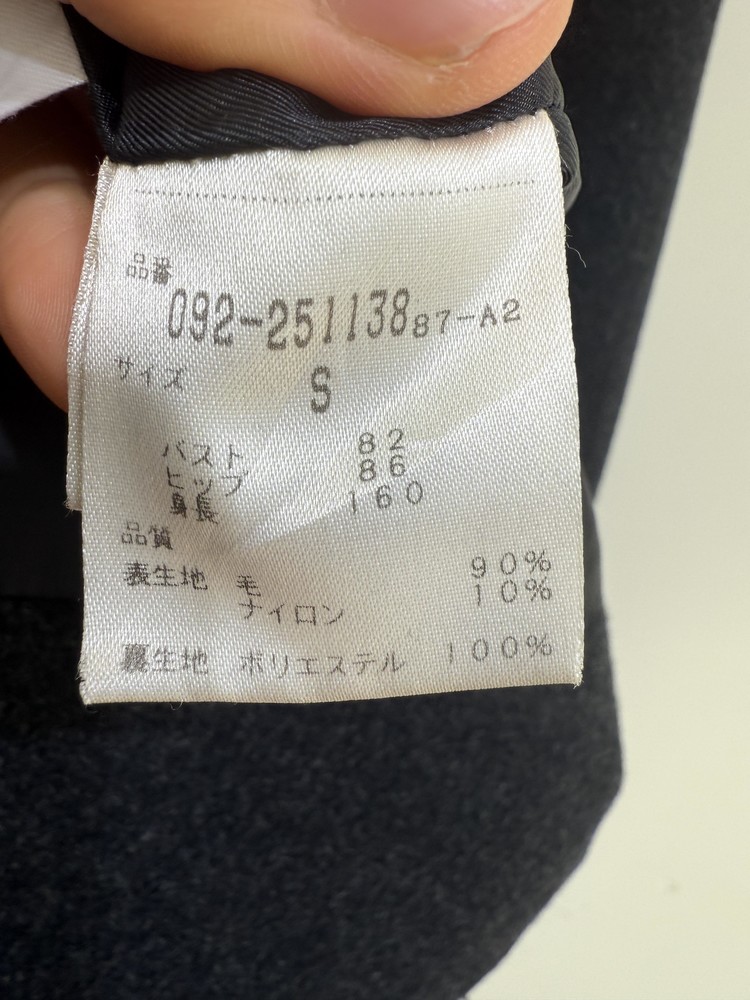 品番
092-25113887-A2
サイズ S
バスト 82
ヒップ 86
身長 160
品質
表生地 毛 90%
ナイロン 10%
裏生地 ポリエステル 100%